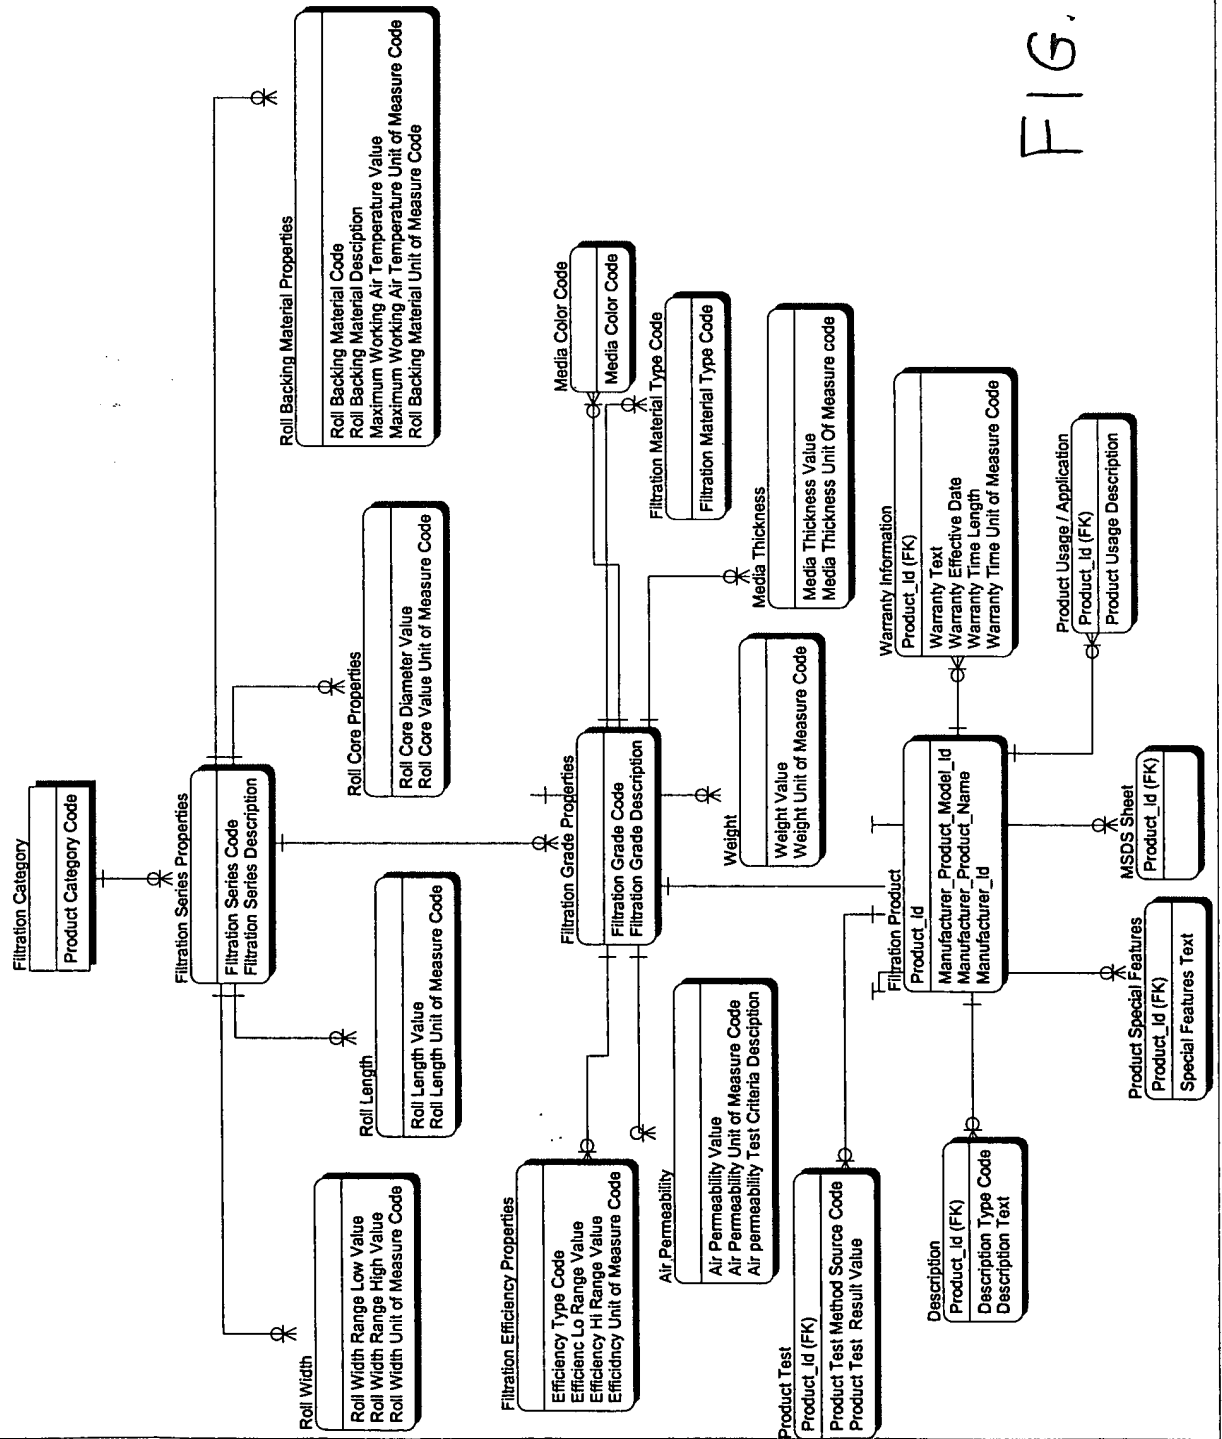 Filtration Category
Product Category Code
Filtration Series Properties
Filtration Series Code
Filtration Series Description
Roll Width
Roll Width Range Low Value
Roll Width Range High Value
Roll Width Unit of Measure Code
Roll Length
Roll Length Value
Roll Length Unit of Measure Code
Roll Core Properties
Roll Core Diameter Value
Roll Core Value Unit of Measure Code
Roll Backing Material Properties
Roll Backing Material Code
Roll Backing Material Desciption
Maximum Working Air Temperature Value
Maximum Working Air Temperature Unit of Measure Code
Roll Backing Material Unit of Measure Code
Filtration Efficiency Properties
Efficiency Type Code
Efficienc Lo Range Value
Efficiency Hi Range Value
Efficidncy Unit of Measure Code
Filtration Grade Properties
Filtration Grade Code
Filtration Grade Description
Media Color Code
Media Color Code
Filtration Material Type Code
Filtration Material Type Code
Air Permeability
Air Permeability Value
Air Permeability Unit of Measure Code
Air permeability Test Criteria Desciption
Weight
Weight Value
Weight Unit of Measure Code
Media Thickness
Media Thickness Value
Media Thickness Unit Of Measure code
Product Test
Product_Id (FK)
Product Test Method Source Code
Product Test Result Value
Filtration Product
Product_Id
Manufacturer_Product_Model_Id
Manufacturer_Product_Name
Manufacturer_Id
Warranty Information
Product_Id (FK)
Warranty Text
Warranty Effective Date
Warranty Time Length
Warranty Time Unit of Measure Code
Description
Product_Id (FK)
Description Type Code
Description Text
Product Usage / Application
Product_Id (FK)
Product Usage Description
Product Special Features
Product_Id (FK)
Special Features Text
MSDS Sheet
Product_Id (FK)
FIG.